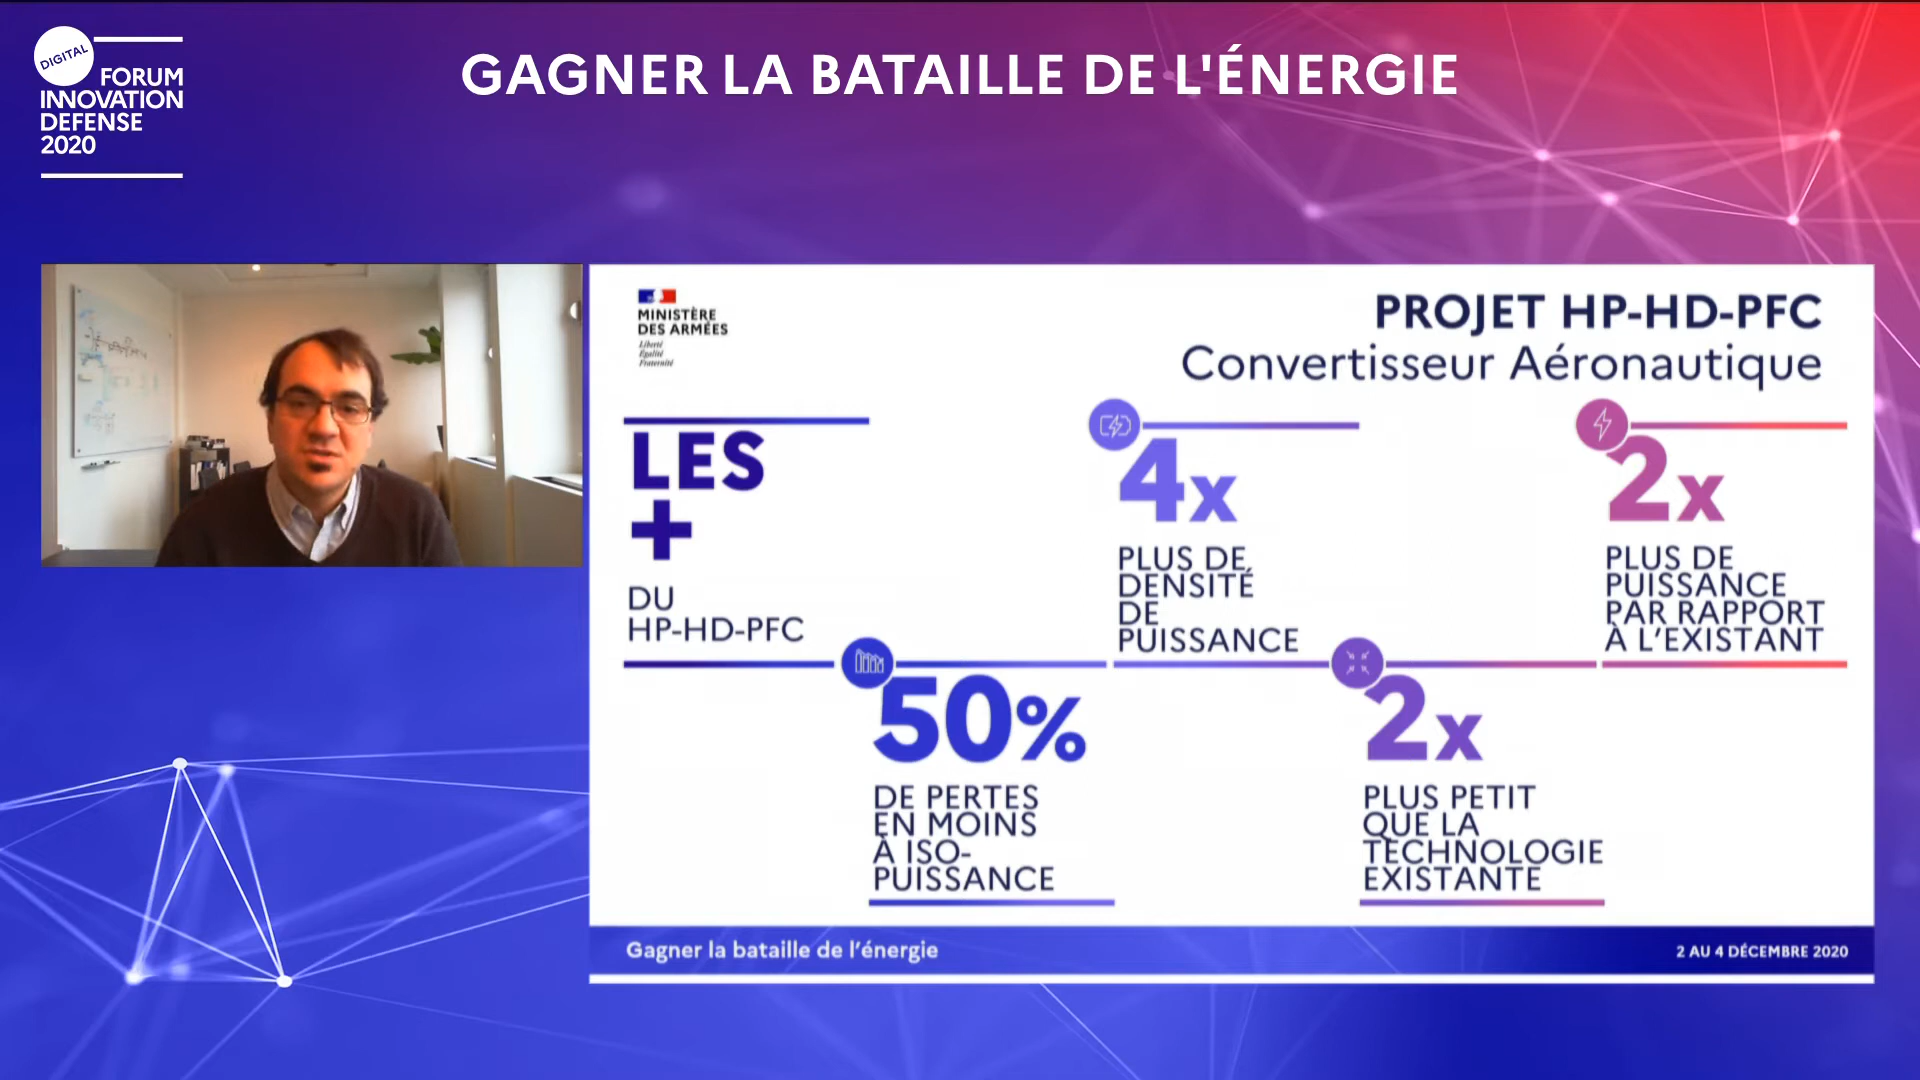 DIGITAL
FORUM
INNOVATION
DEFENSE
2020
GAGNER LA BATAILLE DE L'ÉNERGIE
MINISTÈRE
DES ARMÉES
Liberté
Égalité
Fraternité
PROJET HP-HD-PFC
Convertisseur Aéronautique
LES
+
DU
HP-HD-PFC
50%
DE PERTES
EN MOINS
À ISO-
PUISSANCE
4x
PLUS DE
DENSITÉ
DE
PUISSANCE
2x
PLUS PETIT
QUE LA
TECHNOLOGIE
EXISTANTE
2x
PLUS DE
PUISSANCE
PAR RAPPORT
À L’EXISTANT
Gagner la bataille de l’énergie
2 AU 4 DÉCEMBRE 2020